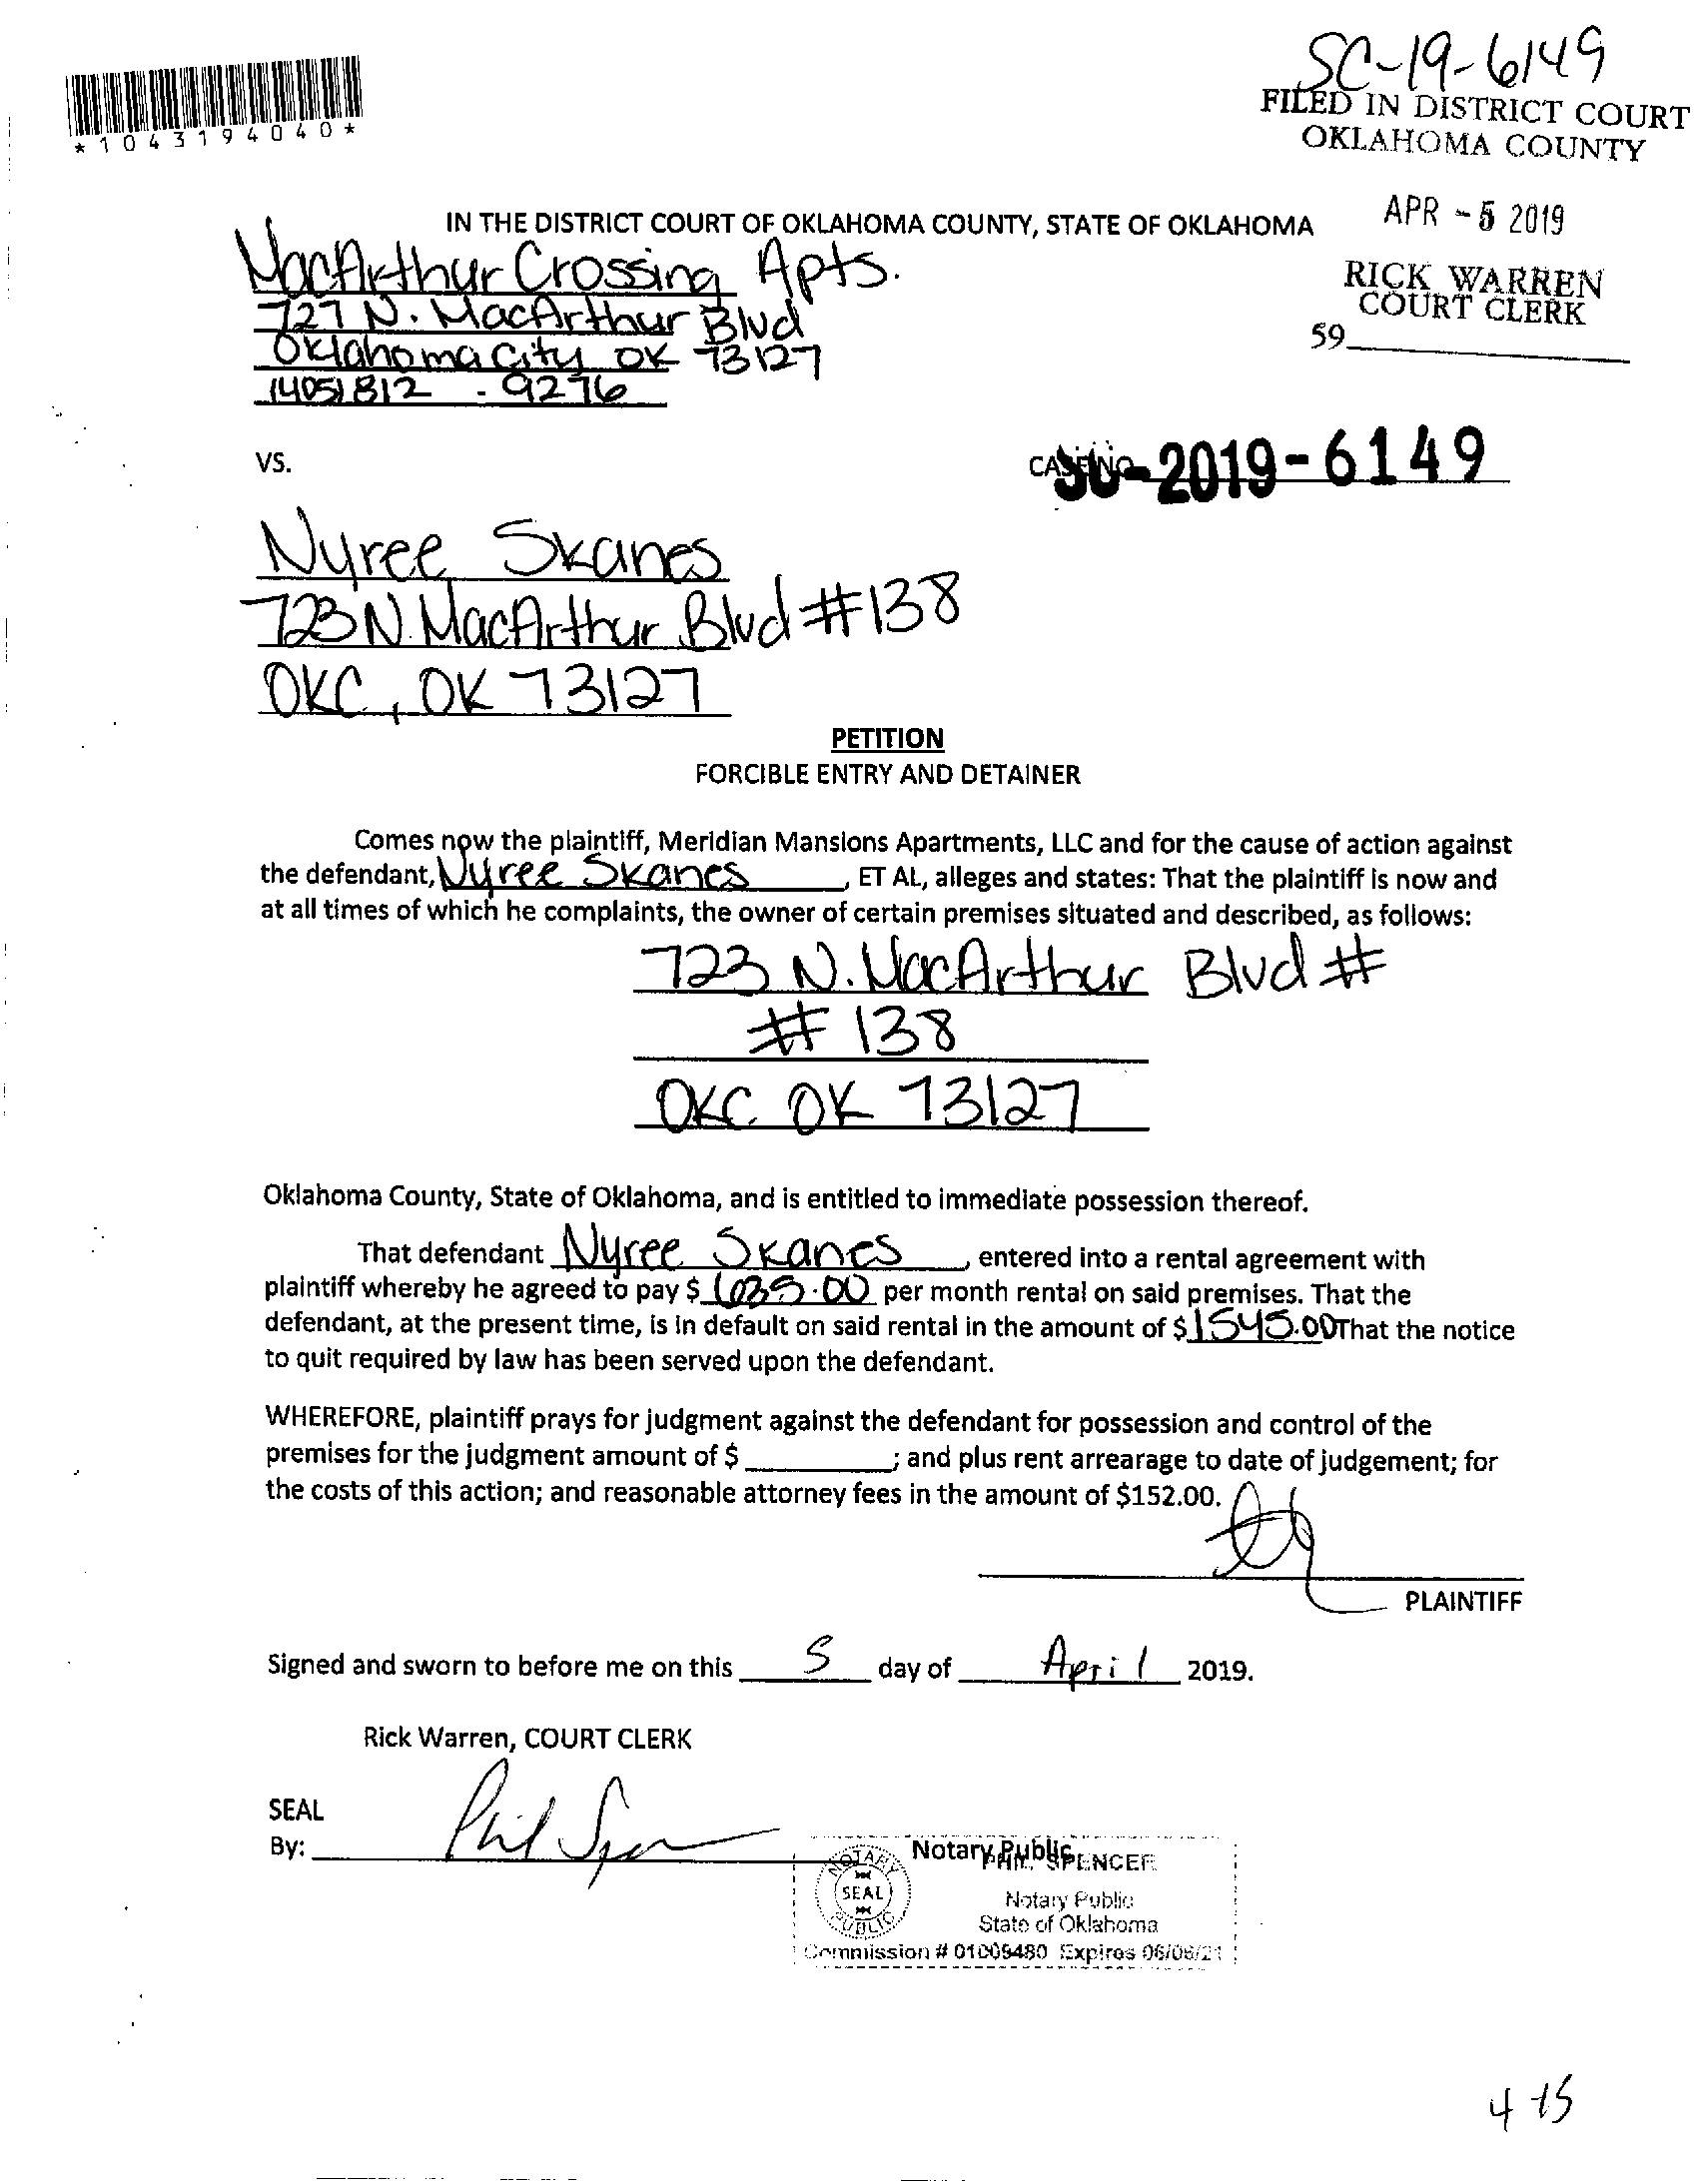 SC-19-6149
*1043194040*
FILED IN DISTRICT COURT
OKLAHOMA COUNTY
APR - 5 2019
RICK WARREN
COURT CLERK
59
IN THE DISTRICT COURT OF OKLAHOMA COUNTY, STATE OF OKLAHOMA
MacArthur Crossing Apts.
727 N. MacArthur Blvd
Oklahoma City OK 73127
(405) 812 - 9276
VS.
CASE NO. SC-2019-6149
Nyree Skanes
723 N. MacArthur Blvd #138
OKC, OK 73127
PETITION
FORCIBLE ENTRY AND DETAINER
Comes now the plaintiff, Meridian Mansions Apartments, LLC and for the cause of action against
the defendant, Nyree Skanes, ET AL, alleges and states: That the plaintiff is now and
at all times of which he complaints, the owner of certain premises situated and described, as follows:
723 N. MacArthur Blvd #
# 138
OKC OK 73127
Oklahoma County, State of Oklahoma, and is entitled to immediate possession thereof.
That defendant Nyree Skanes, entered into a rental agreement with
plaintiff whereby he agreed to pay $ .00 per month rental on said premises. That the
defendant, at the present time, is in default on said rental in the amount of $1545.00 That the notice
to quit required by law has been served upon the defendant.
WHEREFORE, plaintiff prays for judgment against the defendant for possession and control of the
premises for the judgment amount of $ ; and plus rent arrearage to date of judgement; for
the costs of this action; and reasonable attorney fees in the amount of $152.00.
PLAINTIFF
Signed and sworn to before me on this 5 day of April 2019.
Rick Warren, COURT CLERK
SEAL
By: Phil Spencer
Notary Public
PHIL SPENCER
NOTARY
SEAL
PUBLIC
Notary Public
State of Oklahoma
Commission # 01005480 Expires 06/08/21
4-15